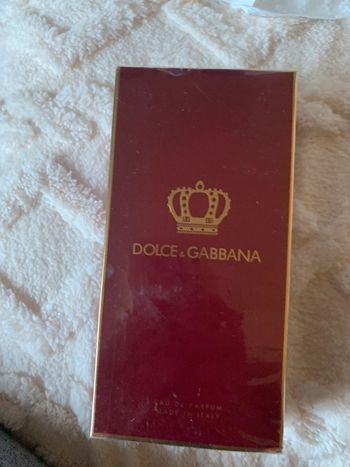 DOLCE & GABBANA
EAU DE PARFUM
MADE IN ITALY